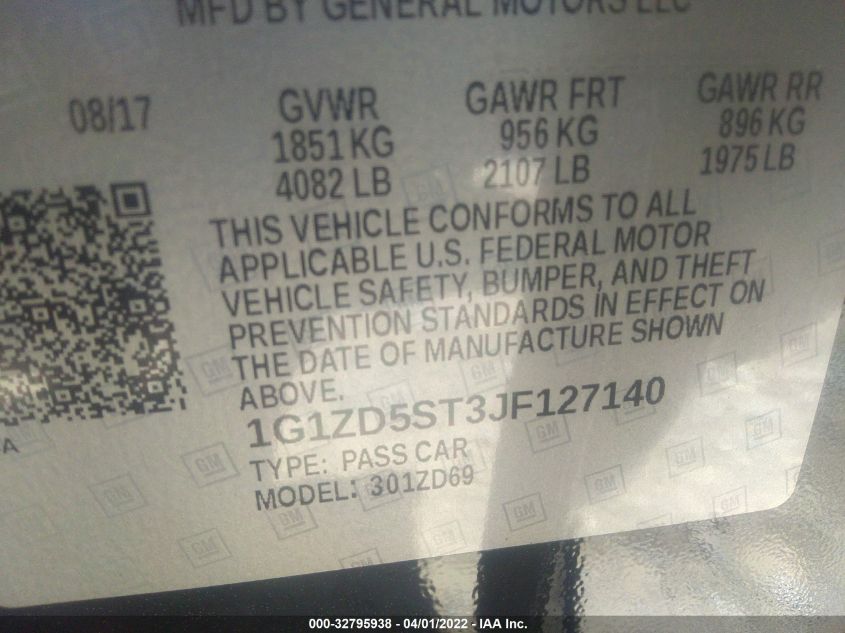 MFD BY GENERAL MOTORS LLC
08/17 GVWR GAWR FRT GAWR RR
1851 KG 956 KG 896 KG
4082 LB 2107 LB 1975 LB
THIS VEHICLE CONFORMS TO ALL
APPLICABLE U.S. FEDERAL MOTOR
VEHICLE SAFETY, BUMPER, AND THEFT
PREVENTION STANDARDS IN EFFECT ON
THE DATE OF MANUFACTURE SHOWN
ABOVE.
1G1ZD5ST3JF127140
TYPE: PASS CAR
MODEL: 301ZD69
A
GM
000-32795938 - 04/01/2022 - IAA Inc.